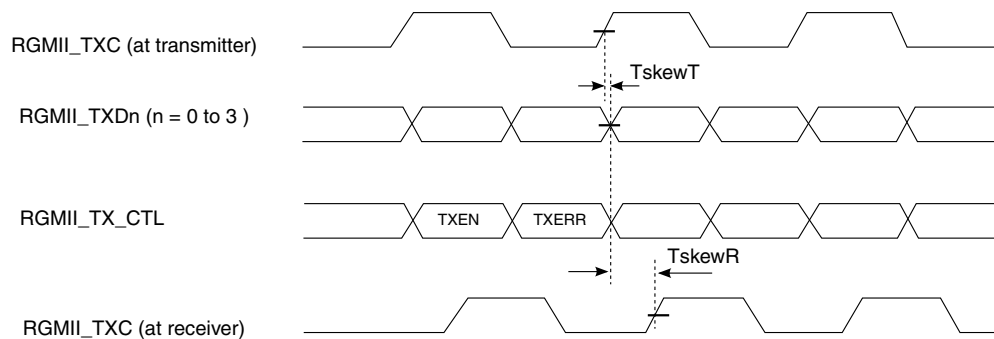 RGMII_TXC (at transmitter)
TskewT
RGMII_TXDn (n = 0 to 3 )
RGMII_TX_CTL
TXEN
TXERR
TskewR
RGMII_TXC (at receiver)